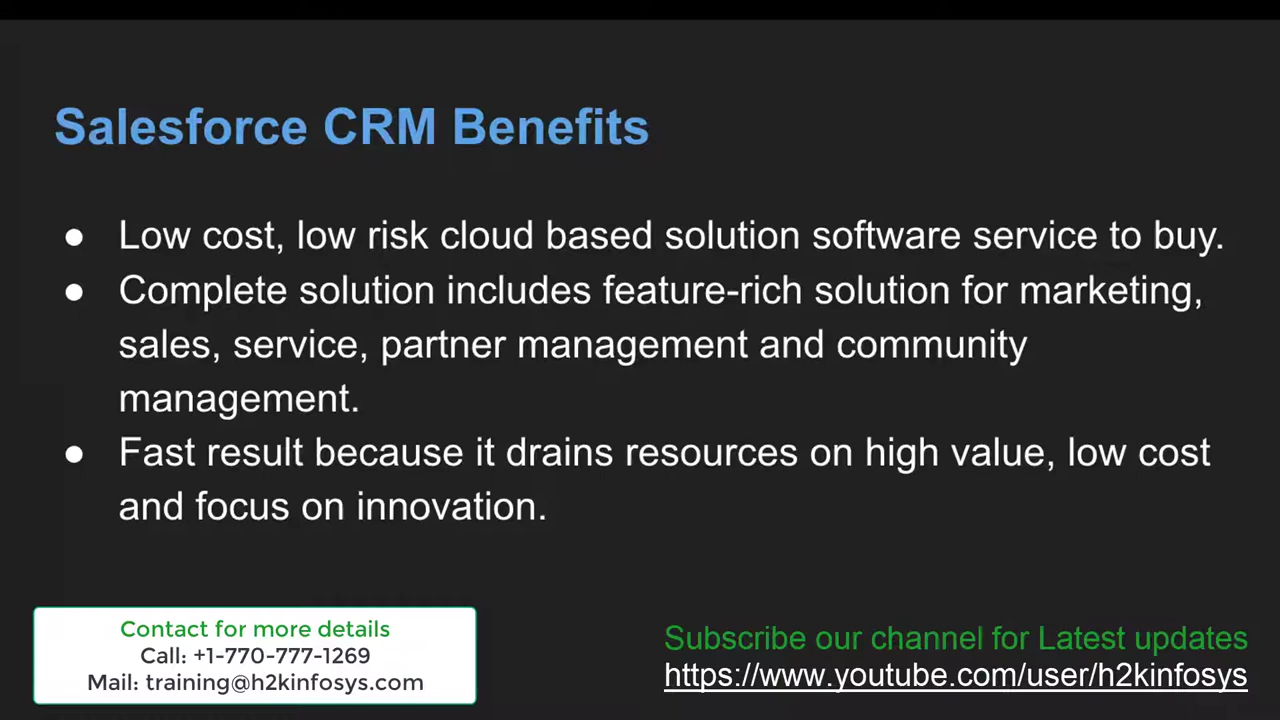 Salesforce CRM Benefits
● Low cost, low risk cloud based solution software service to buy.
● Complete solution includes feature-rich solution for marketing,
sales, service, partner management and community
management.
● Fast result because it drains resources on high value, low cost
and focus on innovation.
Contact for more details
Call: +1-770-777-1269
Mail: training@h2kinfosys.com
Subscribe our channel for Latest updates
https://www.youtube.com/user/h2kinfosys